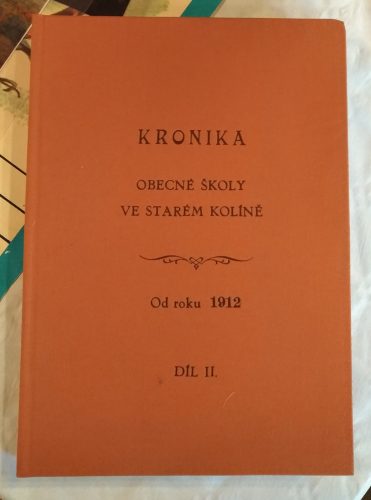 KRONIKA
OBECNÉ ŠKOLY
VE STARÉM KOLÍNĚ
Od roku 1912
DÍL II.